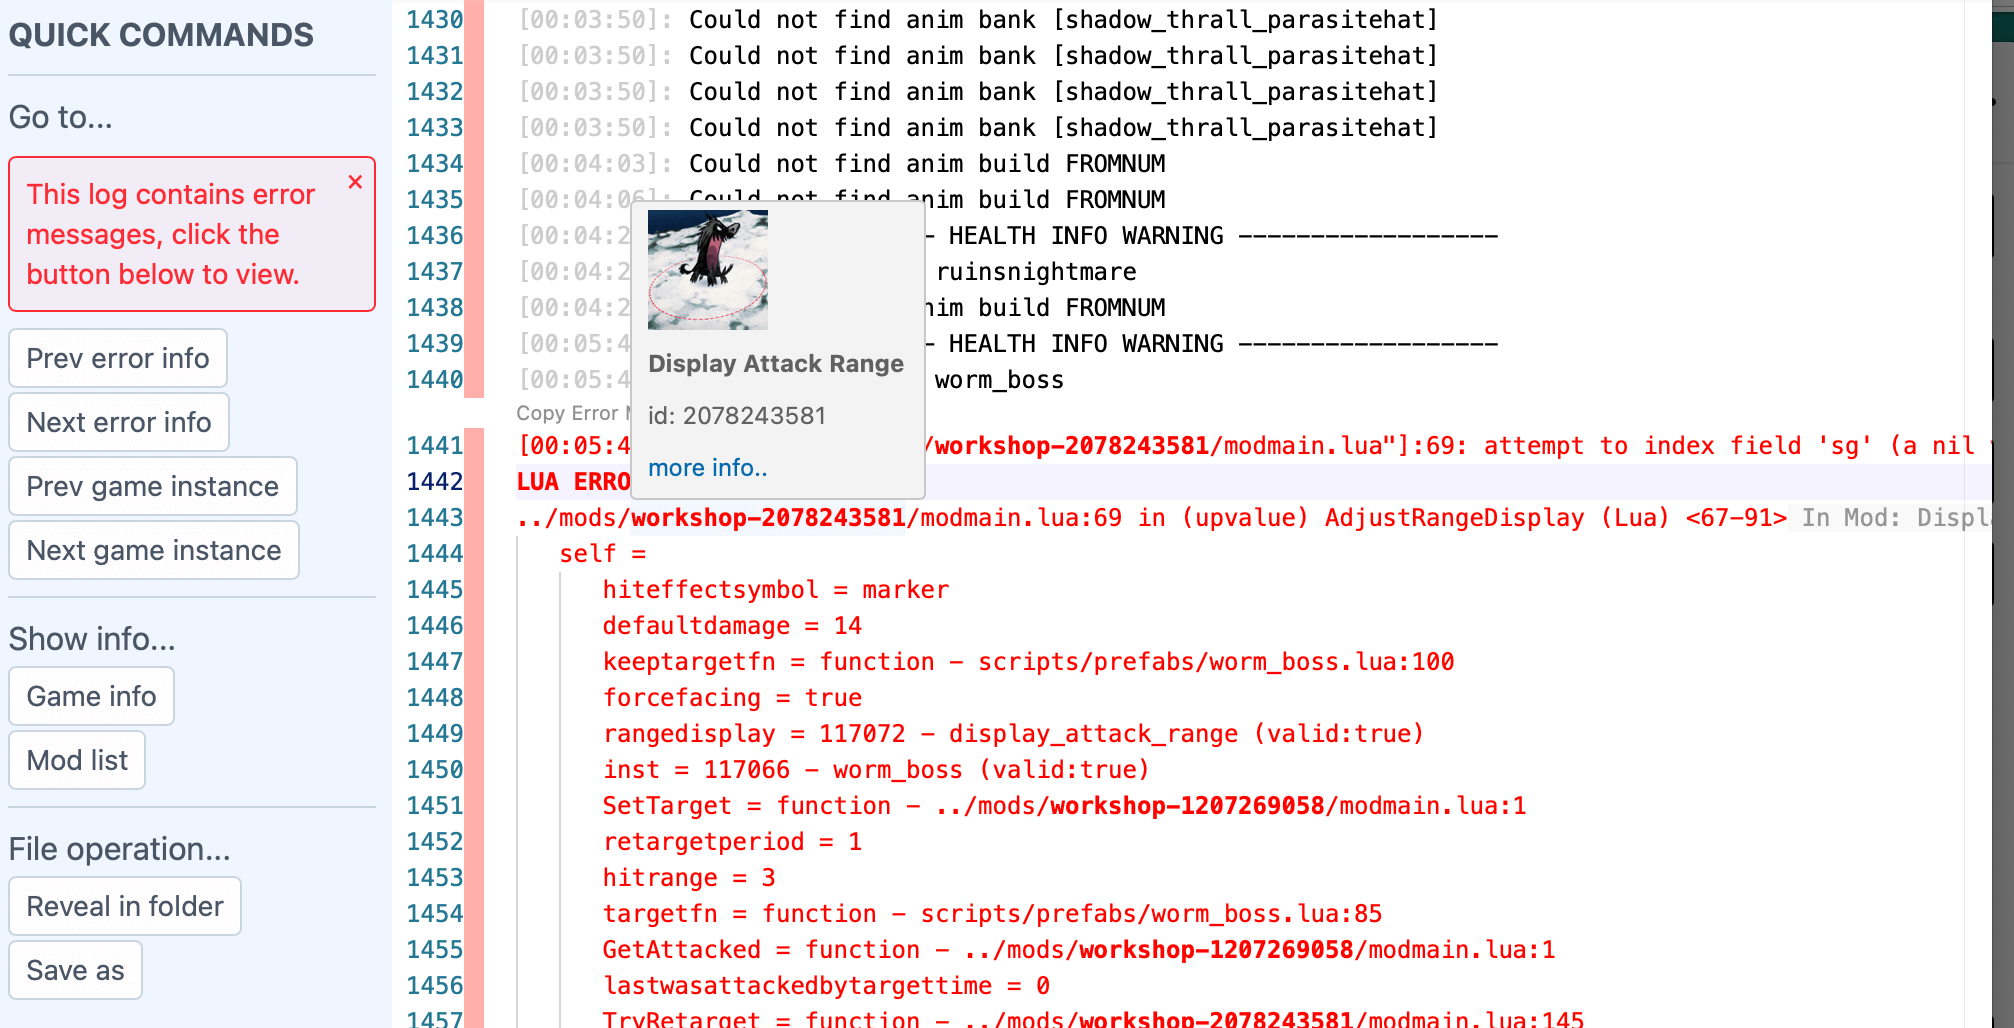 QUICK COMMANDS
Go to...
This log contains error
messages, click the
button below to view.
×
Prev error info
Next error info
Prev game instance
Next game instance
Show info...
Game info
Mod list
File operation...
Reveal in folder
Save as
1430 [00:03:50]: Could not find anim bank [shadow_thrall_parasitehat]
1431 [00:03:50]: Could not find anim bank [shadow_thrall_parasitehat]
1432 [00:03:50]: Could not find anim bank [shadow_thrall_parasitehat]
1433 [00:03:50]: Could not find anim bank [shadow_thrall_parasitehat]
1434 [00:04:03]: Could not find anim build FROMNUM
1435 [00:04:06]: Could not find anim build FROMNUM
1436 [00:04:2 - HEALTH INFO WARNING ------------------
1437 [00:04:2 ruinsnightmare
1438 [00:04:2 nim build FROMNUM
1439 [00:05:4 - HEALTH INFO WARNING ------------------
1440 [00:05:4 worm_boss
Copy Error
1441 [00:05:4 /workshop-2078243581/modmain.lua"]:69: attempt to index field 'sg' (a nil
1442 LUA ERRO
1443 ../mods/workshop-2078243581/modmain.lua:69 in (upvalue) AdjustRangeDisplay (Lua) <67-91> In Mod: Displ
1444 self =
1445 hiteffectsymbol = marker
1446 defaultdamage = 14
1447 keeptargetfn = function - scripts/prefabs/worm_boss.lua:100
1448 forcefacing = true
1449 rangedisplay = 117072 - display_attack_range (valid:true)
1450 inst = 117066 - worm_boss (valid:true)
1451 SetTarget = function - ../mods/workshop-1207269058/modmain.lua:1
1452 retargetperiod = 1
1453 hitrange = 3
1454 targetfn = function - scripts/prefabs/worm_boss.lua:85
1455 GetAttacked = function - ../mods/workshop-1207269058/modmain.lua:1
1456 lastwasattackedbytargettime = 0
1457 TryRetarget = function - ../mods/workshop-2078243581/modmain.lua:145
Display Attack Range
id: 2078243581
more info..